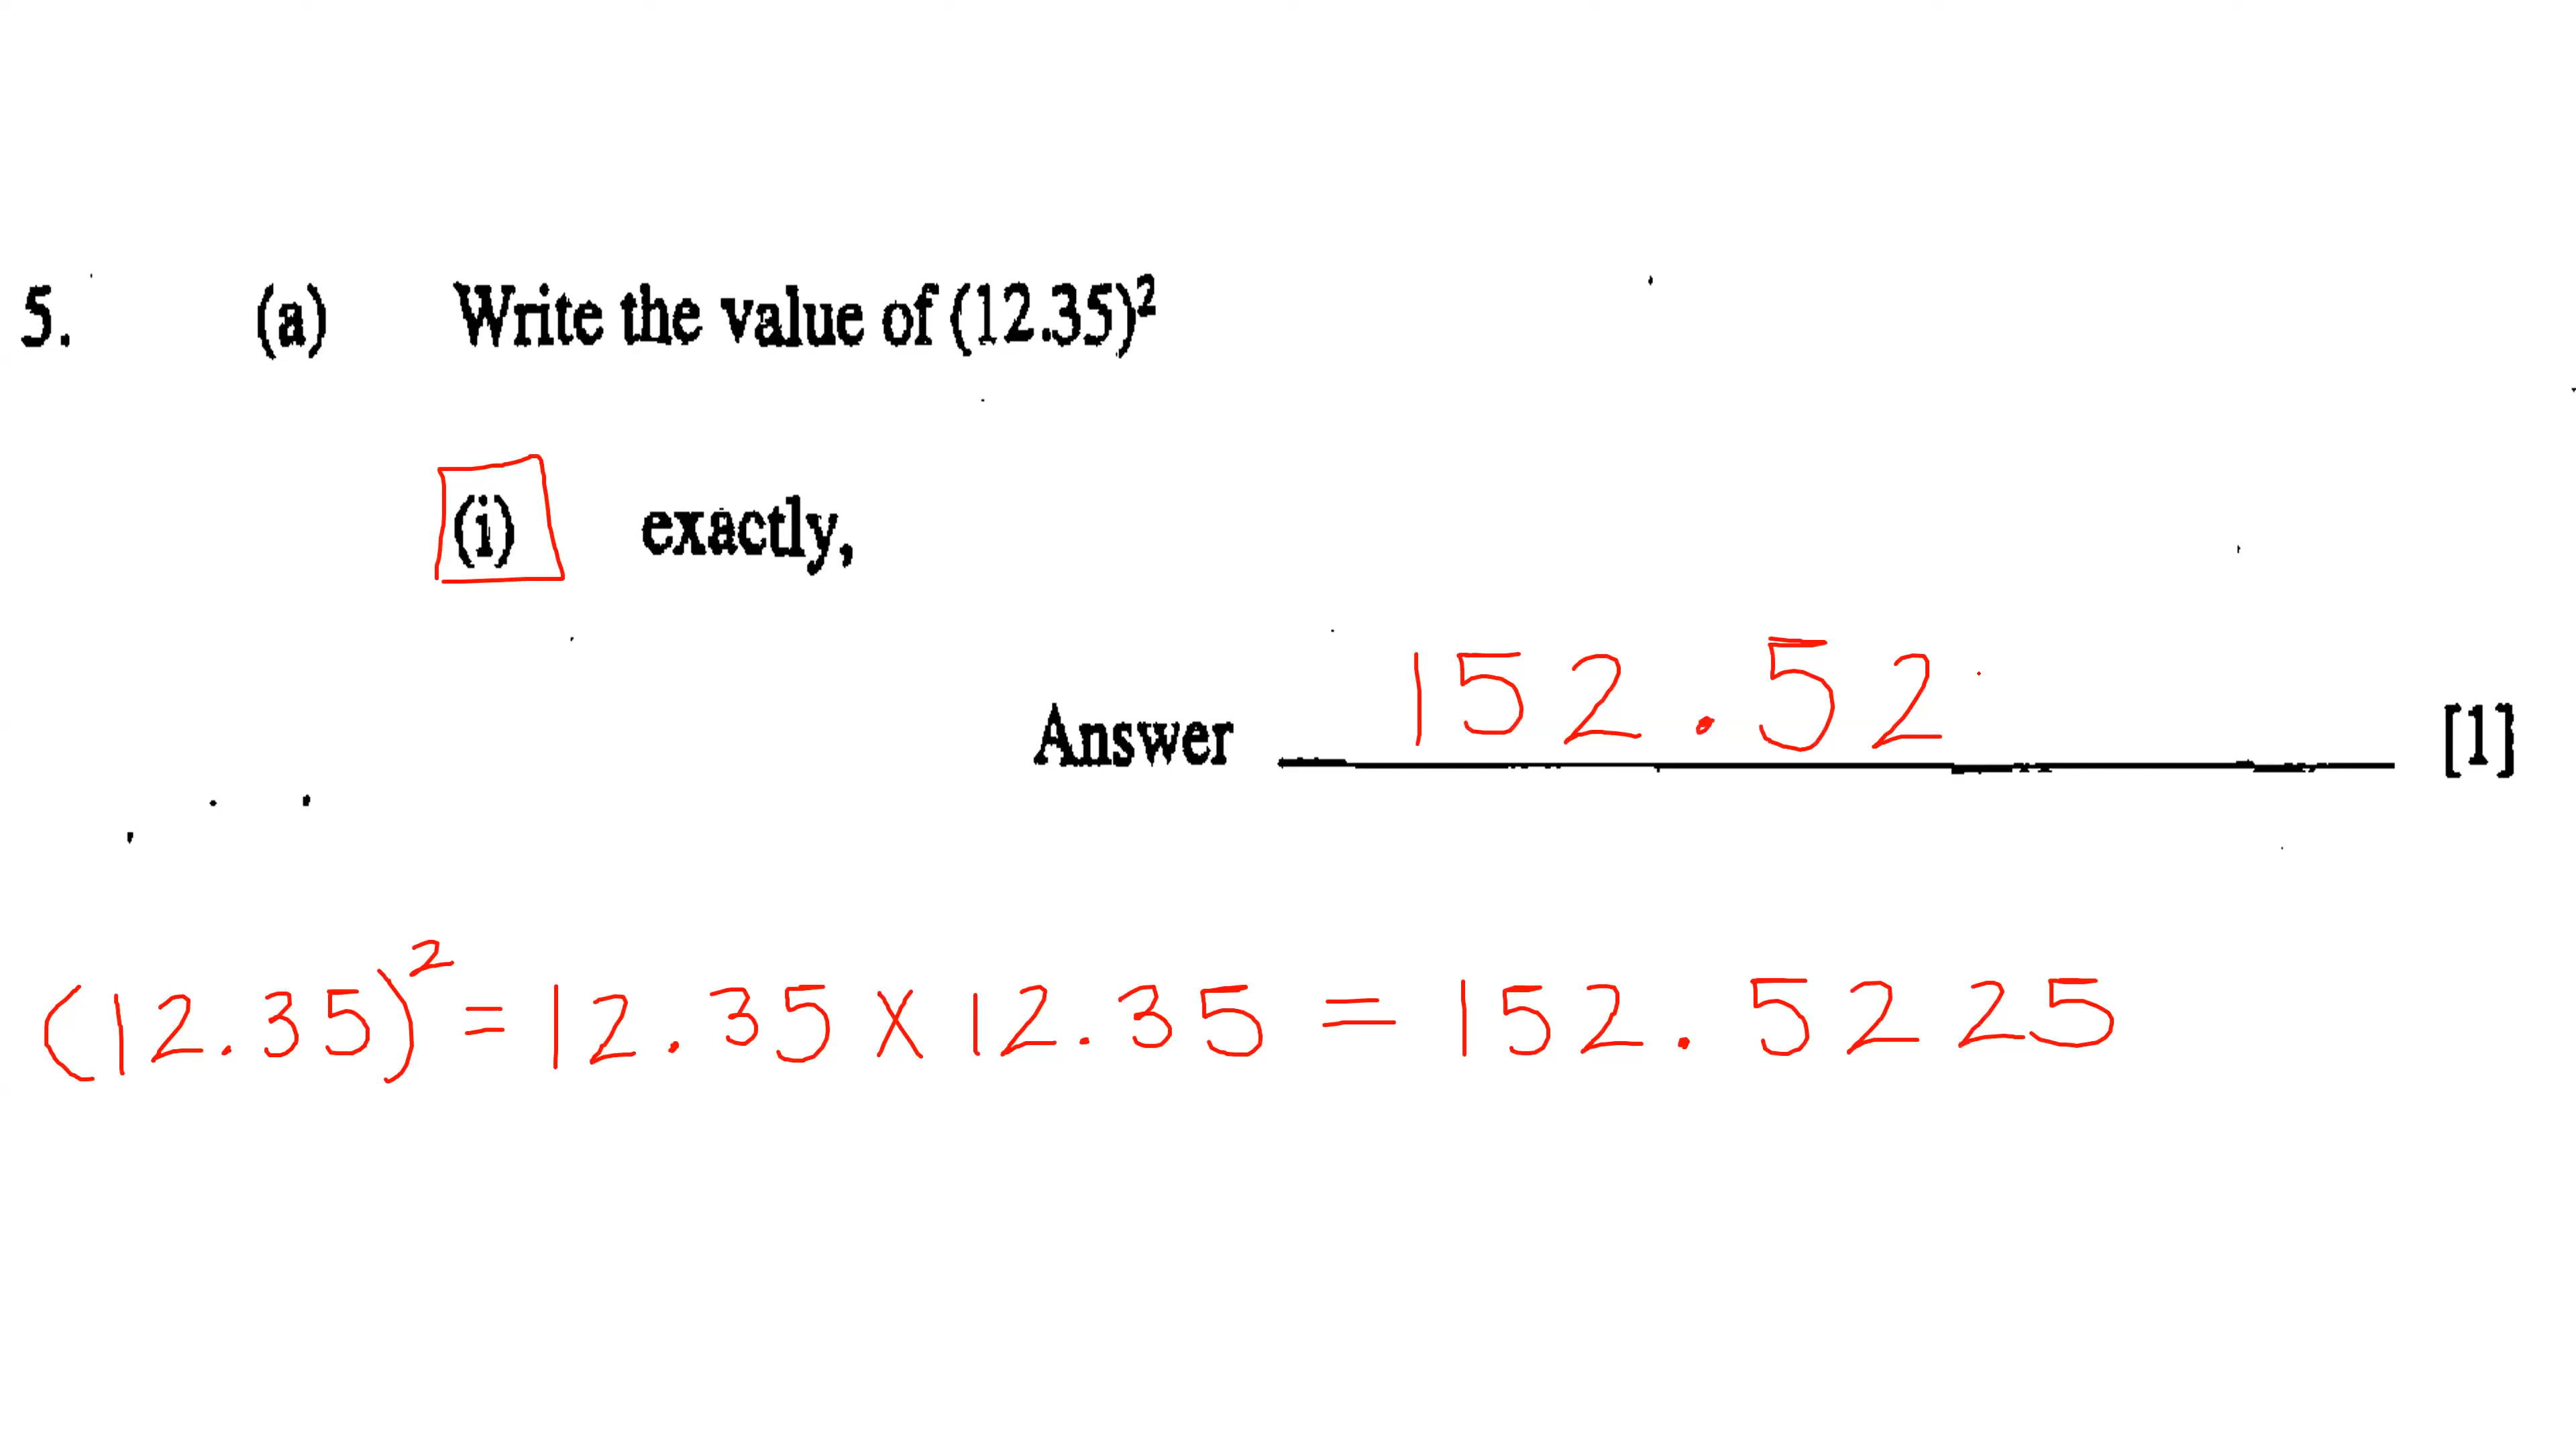 5. (a) Write the value of (12.35)²
(i) exactly,
Answer 152.52 [1]
(12.35)² = 12.35 x 12.35 = 152.5225